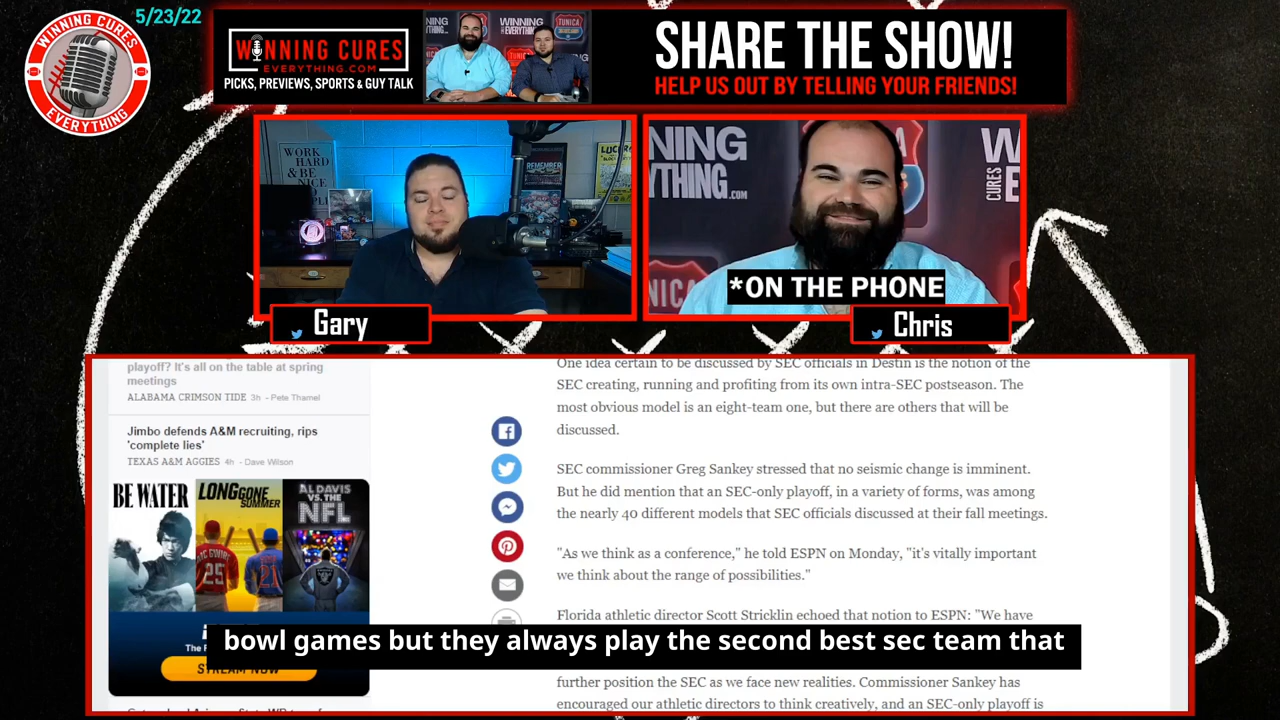 5/23/22
WINNING CURES
EVERYTHING
WINNING CURES
EVERYTHING.COM
PICKS, PREVIEWS, SPORTS & GUY TALK
SHARE THE SHOW!
HELP US OUT BY TELLING YOUR FRIENDS!
WORK
HARD
& BE
NICE
REMEMBER
NING
YTHING.COM
CURES
TUNICA
*ON THE PHONE
Gary
Chris
playoff? It's all on the table at spring
meetings
ALABAMA CRIMSON TIDE 3h - Pete Thamel
Jimbo defends A&M recruiting, rips
'complete lies'
TEXAS A&M AGGIES 4h - Dave Wilson
BE WATER
LONG GONE
SUMMER
AL DAVIS
VS. THE
NFL
MCGWIRE
25
21
STREAM NOW
One idea certain to be discussed by SEC officials in Destin is the notion of the
SEC creating, running and profiting from its own intra-SEC postseason. The
most obvious model is an eight-team one, but there are others that will be
discussed.
SEC commissioner Greg Sankey stressed that no seismic change is imminent.
But he did mention that an SEC-only playoff, in a variety of forms, was among
the nearly 40 different models that SEC officials discussed at their fall meetings.
"As we think as a conference," he told ESPN on Monday, "it's vitally important
we think about the range of possibilities."
Florida athletic director Scott Stricklin echoed that notion to ESPN: "We have
bowl games but they always play the second best sec team that
further position the SEC as we face new realities. Commissioner Sankey has
encouraged our athletic directors to think creatively, and an SEC-only playoff is